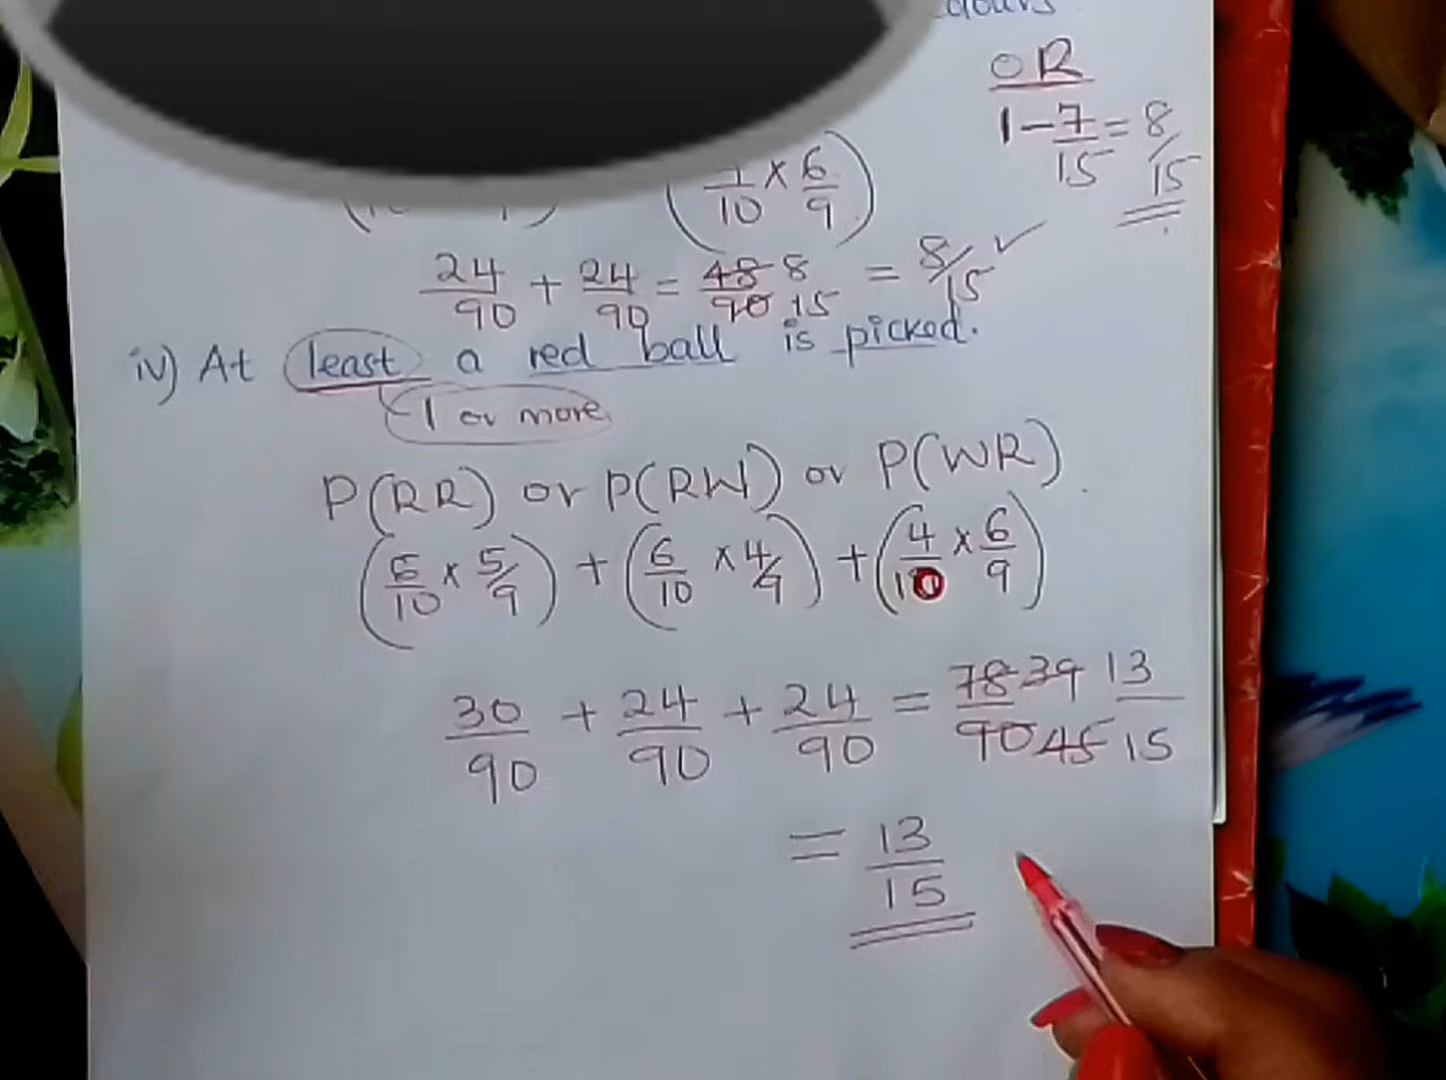 OR
1 - 7/15 = 8/15
10 × 6/9)
24/90 + 24/90 = 48/90 8/15 = 8/15 ✓
iv) At least a red ball is picked.
1 or more
P(RR) or P(RW) or P(WR)
(6/10 × 5/9) + (6/10 × 4/9) + (4/10 × 6/9)
30/90 + 24/90 + 24/90 = 78/90 39/45 13/15
= 13/15